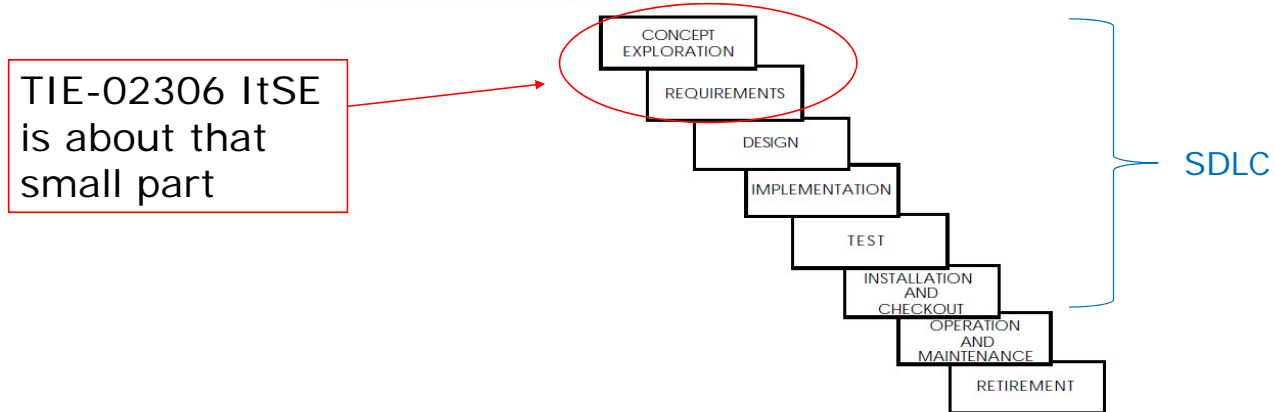 CONCEPT
EXPLORATION
REQUIREMENTS
TIE-02306 ItSE
is about that
small part
DESIGN
SDLC
IMPLEMENTATION
TEST
INSTALLATION
AND
CHECKOUT
OPERATION
AND
MAINTENANCE
RETIREMENT